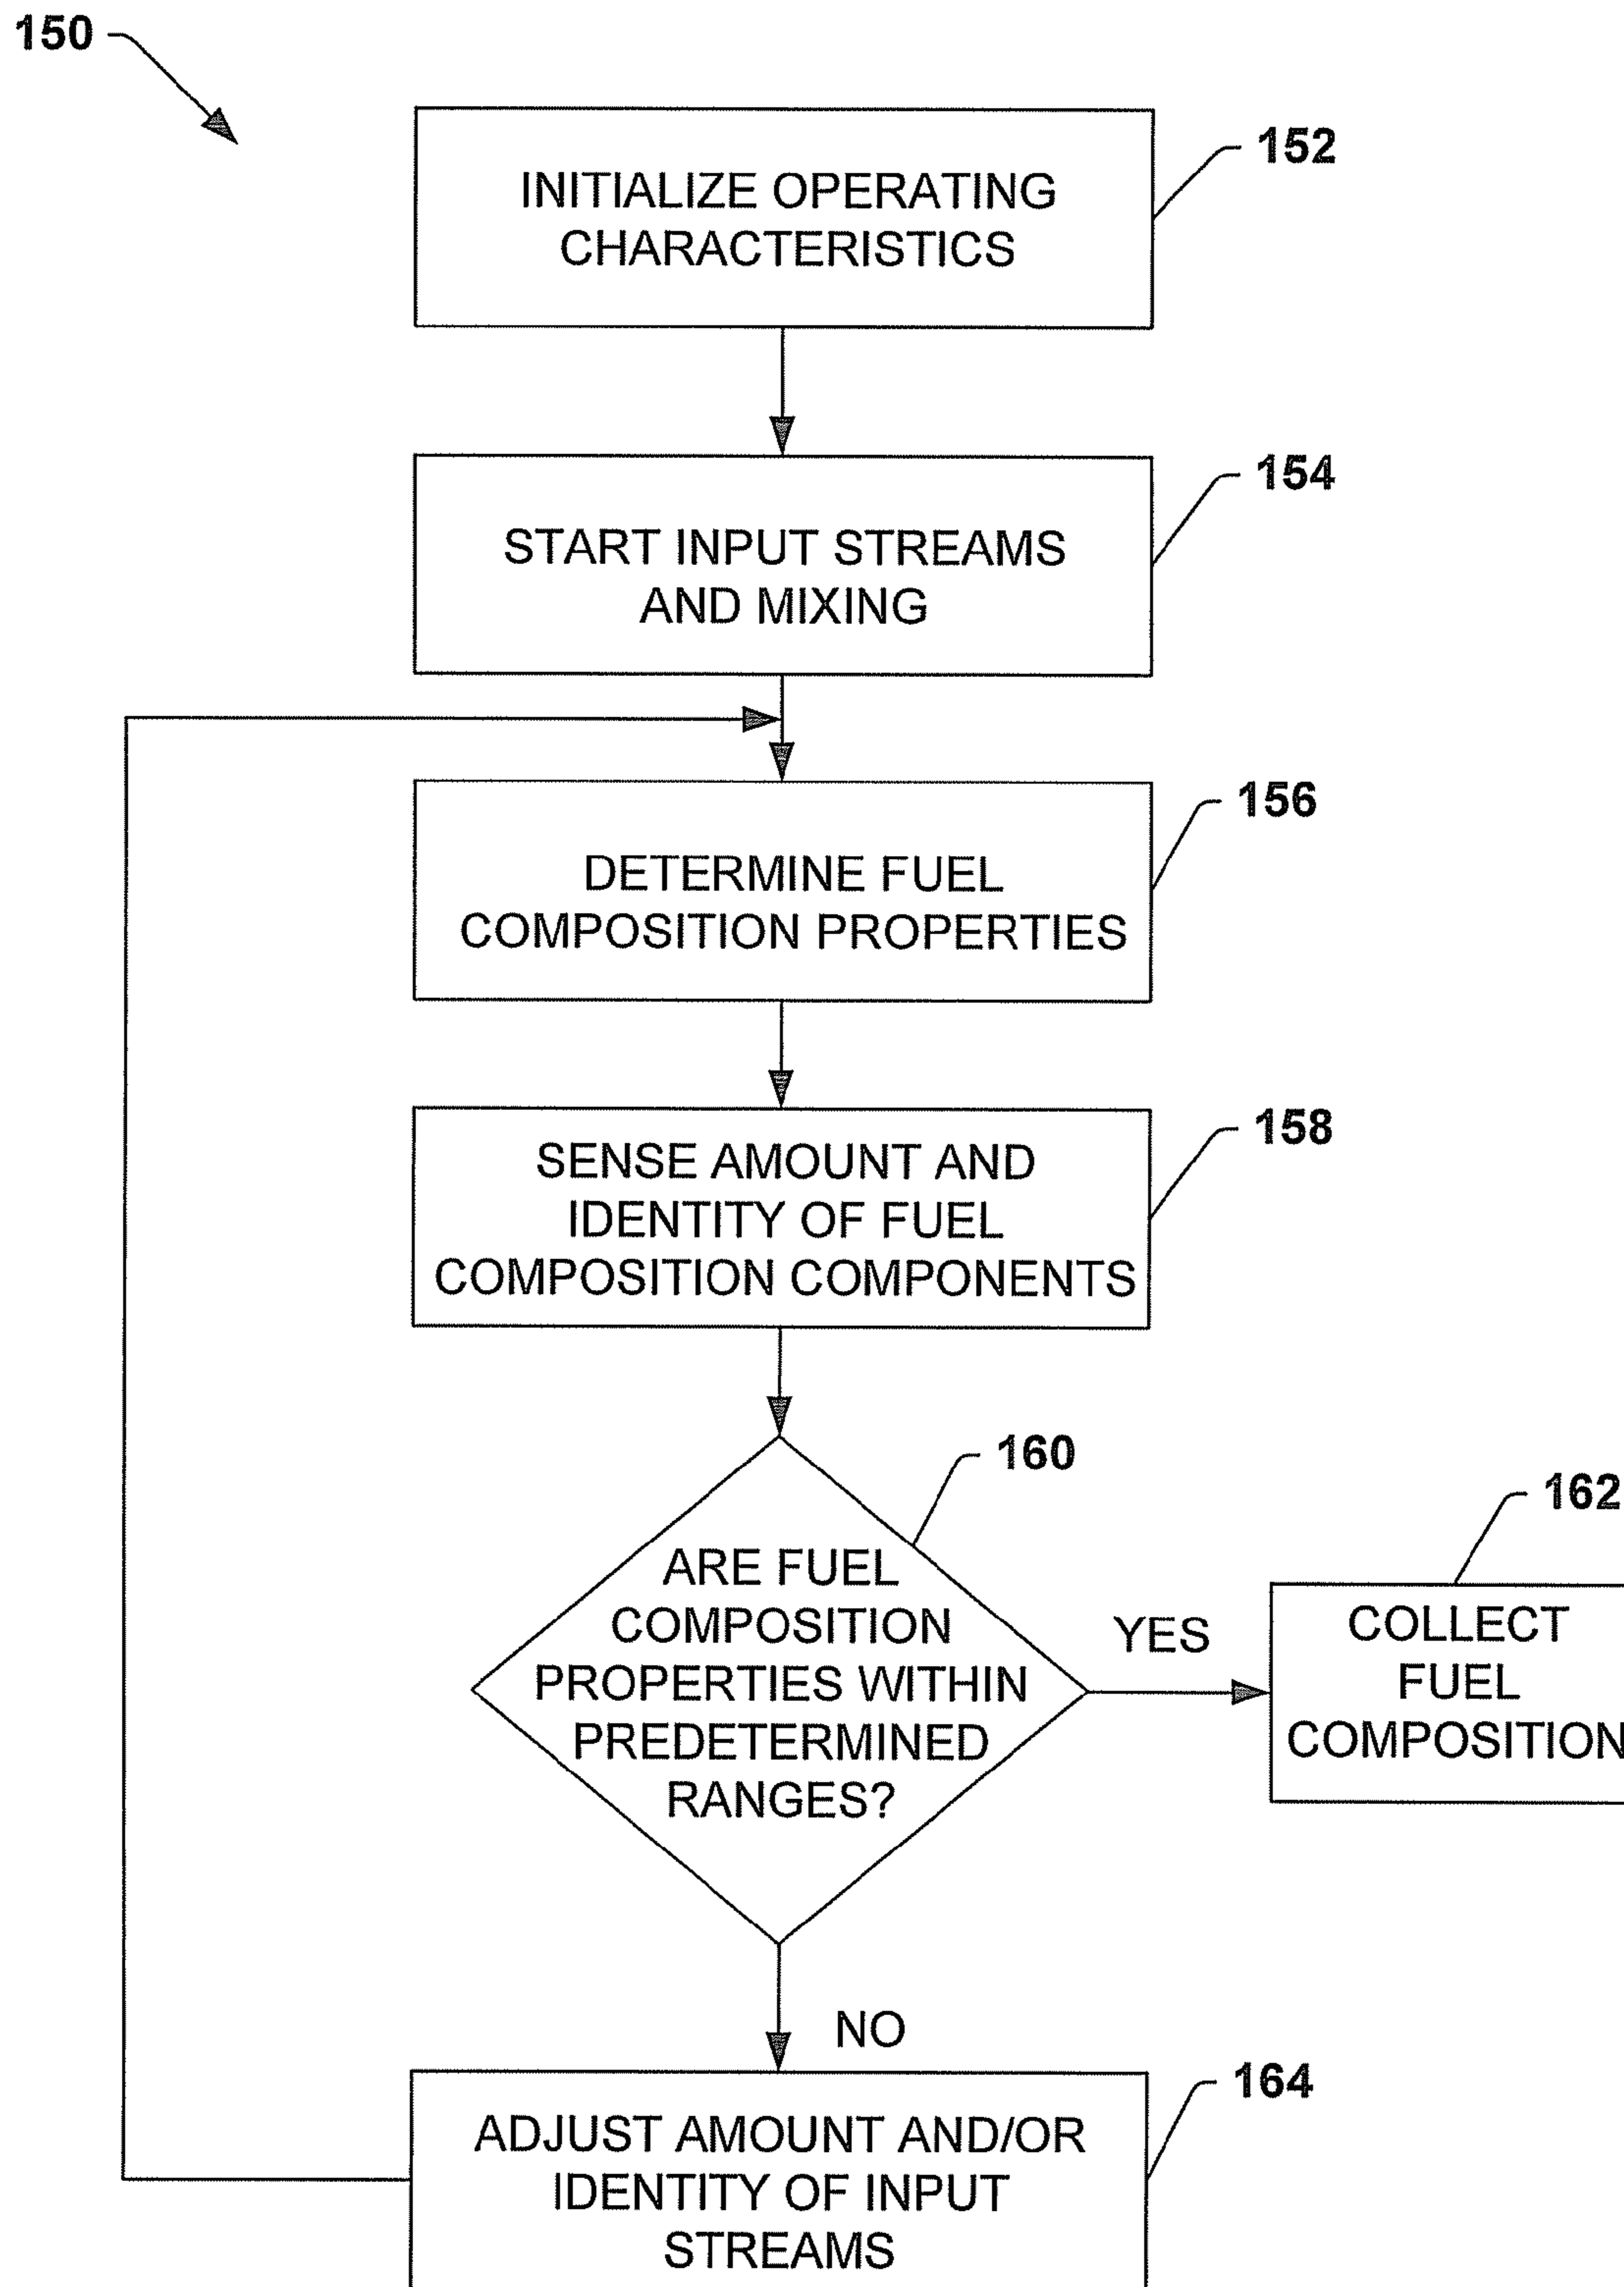 150
152
INITIALIZE OPERATING
CHARACTERISTICS
154
START INPUT STREAMS
AND MIXING
156
DETERMINE FUEL
COMPOSITION PROPERTIES
158
SENSE AMOUNT AND
IDENTITY OF FUEL
COMPOSITION COMPONENTS
160
ARE FUEL
COMPOSITION
PROPERTIES WITHIN
PREDETERMINED
RANGES?
YES
162
COLLECT
FUEL
COMPOSITION
NO
164
ADJUST AMOUNT AND/OR
IDENTITY OF INPUT
STREAMS